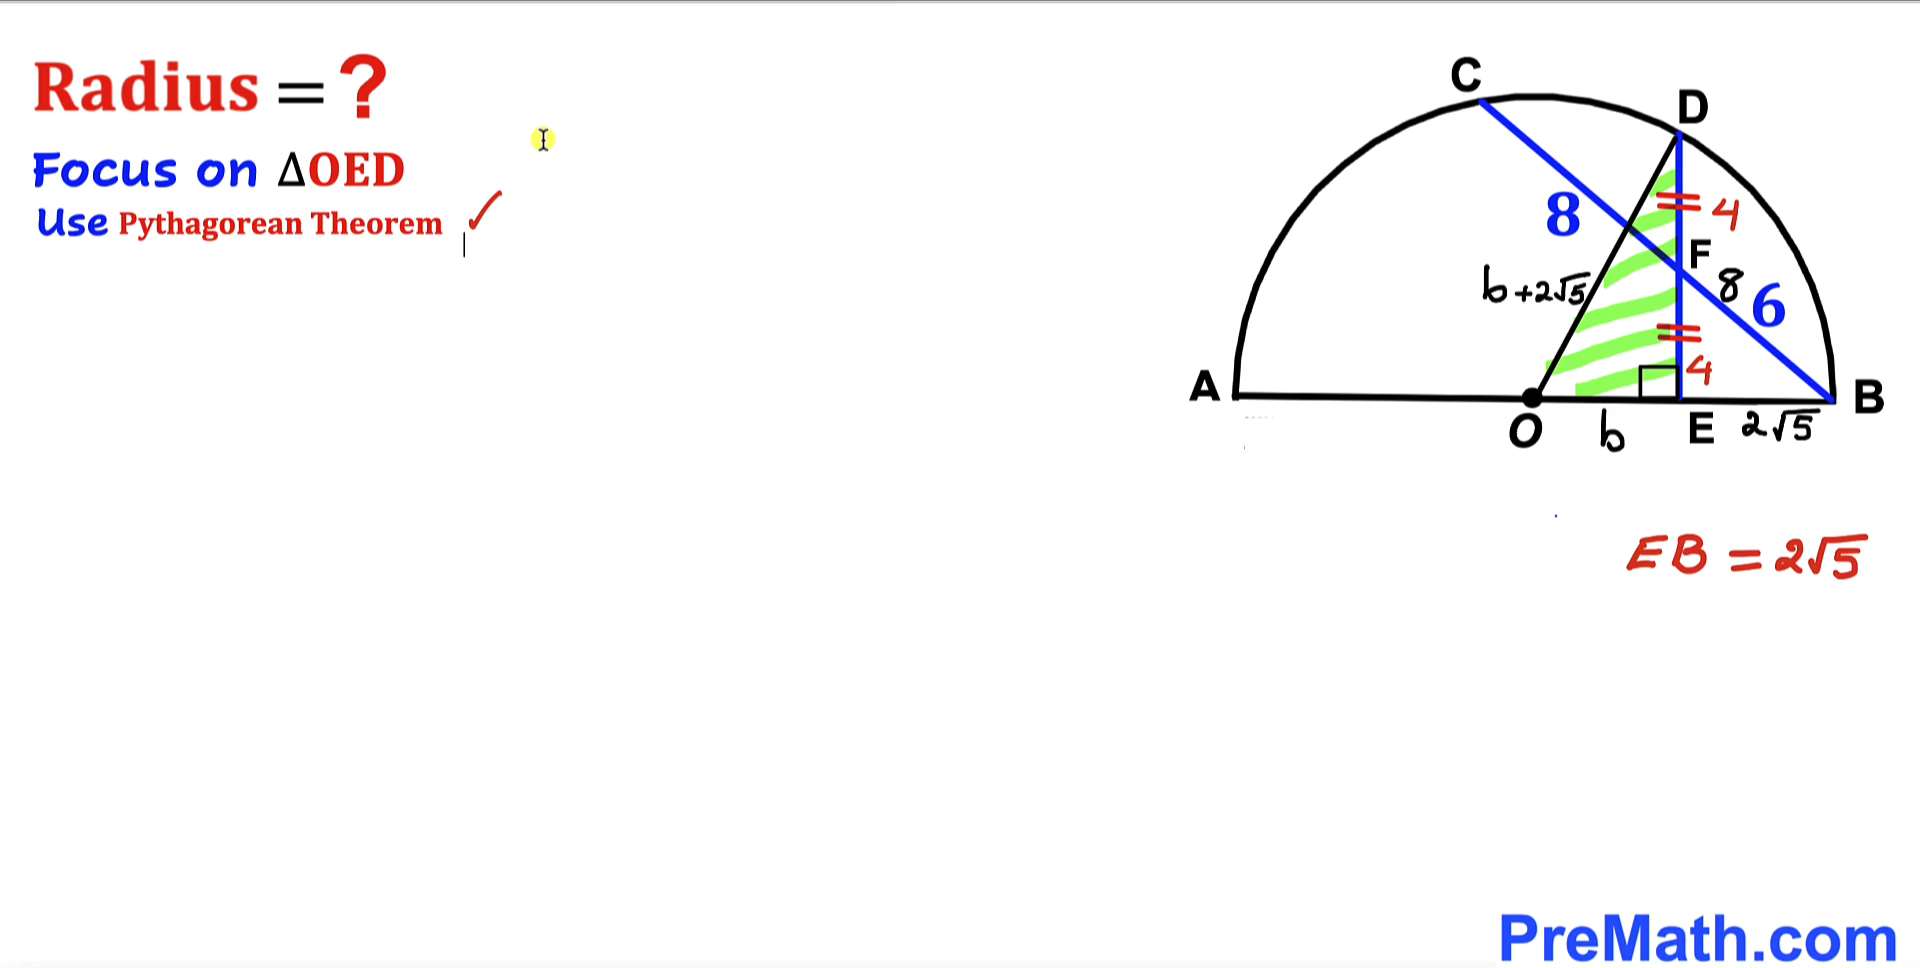 Radius = ?
Focus on ΔOED
Use Pythagorean Theorem ✓
C
D
8
4
F
b+2√5
8
6
4
A
B
O
b
E
2√5
EB = 2√5
PreMath.com